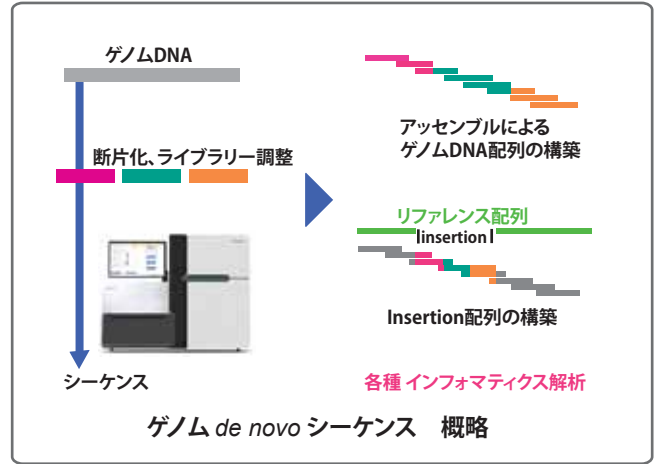 ゲノムDNA
断片化、ライブラリー調整
シーケンス
アッセンブルによる
ゲノムDNA配列の構築
リファレンス配列
insertion
Insertion配列の構築
各種 インフォマティクス解析
ゲノム de novo シーケンス 概略